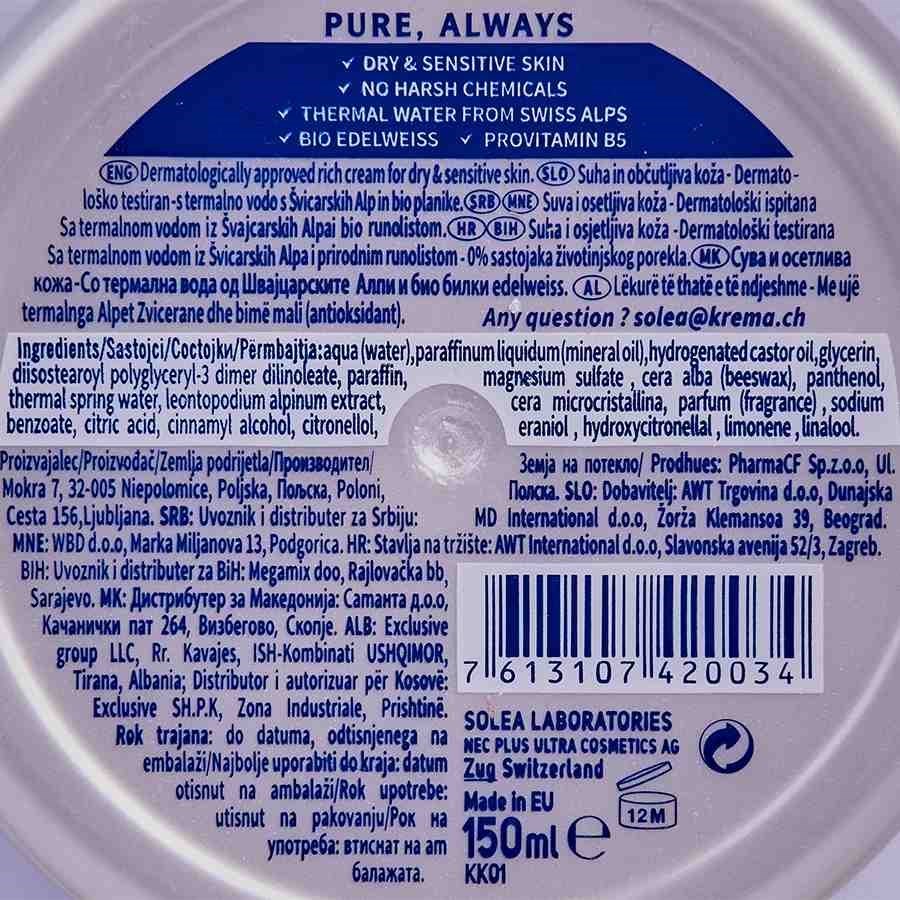 PURE, ALWAYS
✓ DRY & SENSITIVE SKIN
✓ NO HARSH CHEMICALS
✓ THERMAL WATER FROM SWISS ALPS
✓ BIO EDELWEISS ✓ PROVITAMIN B5
ENG Dermatologically approved rich cream for dry & sensitive skin. SLO Suha in občutljiva koža - Dermato-
loško testiran - s termalno vodo s Švicarskih Alp in bio planike. SRB MNE Suva i osetljiva koža - Dermatološki ispitana
Sa termalnom vodom iz Švajcarskih Alpa i bio runolistom. HR BIH Suha i osjetljiva koža - Dermatološki testirana
Sa termalnom vodom iz Švicarskih Alpa i prirodnim runolistom - 0% sastojaka životinjskog porekla. MK Сува и осетлива
кожа-Со термална вода од Швајцарските Алпи и био билки edelweiss. AL Lëkurë të thatë e të ndjeshme - Me ujë
termalnga Alpet Zvicerane dhe bimë mali (antioksidant). Any question ? solea@krema.ch
Ingredients/Sastojci/Состојки/Përmbajtja: aqua (water), paraffinum liquidum (mineral oil), hydrogenated castor oil, glycerin,
diisostearoyl polyglyceryl-3 dimer dilinoleate, paraffin, magnesium sulfate , cera alba (beeswax), panthenol,
thermal spring water, leontopodium alpinum extract, cera microcristallina, parfum (fragrance) , sodium
benzoate, citric acid, cinnamyl alcohol, citronellol, eraniol , hydroxycitronellal , limonene , linalool.
Proizvajalec/Proizvođač/Zemlja podrijetla/Производител/ Земја на потекло/ Prodhues: PharmaCF Sp.z.o.o, Ul.
Mokra 7, 32-005 Niepolomice, Poljska, Пољска, Poloni, Полска. SLO: Dobavitelj: AWT Trgovina d.o.o, Dunajska
Cesta 156,Ljubljana. SRB: Uvoznik i distributer za Srbiju: MD International d.o.o, Žorža Klemansoa 39, Beograd.
MNE: WBD d.o.o, Marka Miljanova 13, Podgorica. HR: Stavlja na tržište: AWT International d.o.o, Slavonska avenija 52/3, Zagreb.
BIH: Uvoznik i distributer za BiH: Megamix doo, Rajlovačka bb,
Sarajevo. MK: Дистрибутер за Македонија: Саманта д.о.о,
Качанички пат 264, Визбегово, Скопје. ALB: Exclusive
group LLC, Rr. Kavajes, ISH-Kombinati USHQIMOR,
Tirana, Albania; Distributor i autorizuar për Kosovë:
Exclusive SH.P.K, Zona Industriale, Prishtinë.
Rok trajana: do datuma, odtisnjenega na
embalaži/Najbolje uporabiti do kraja: datum
otisnut na ambalaži/Rok upotrebe:
utisnut na pakovanju/Рок на
употреба: втиснат на ам
балажата.
7 613107 420034
SOLEA LABORATORIES
NEC PLUS ULTRA COSMETICS AG
Zug Switzerland
Made in EU
12M
150ml e
KK01